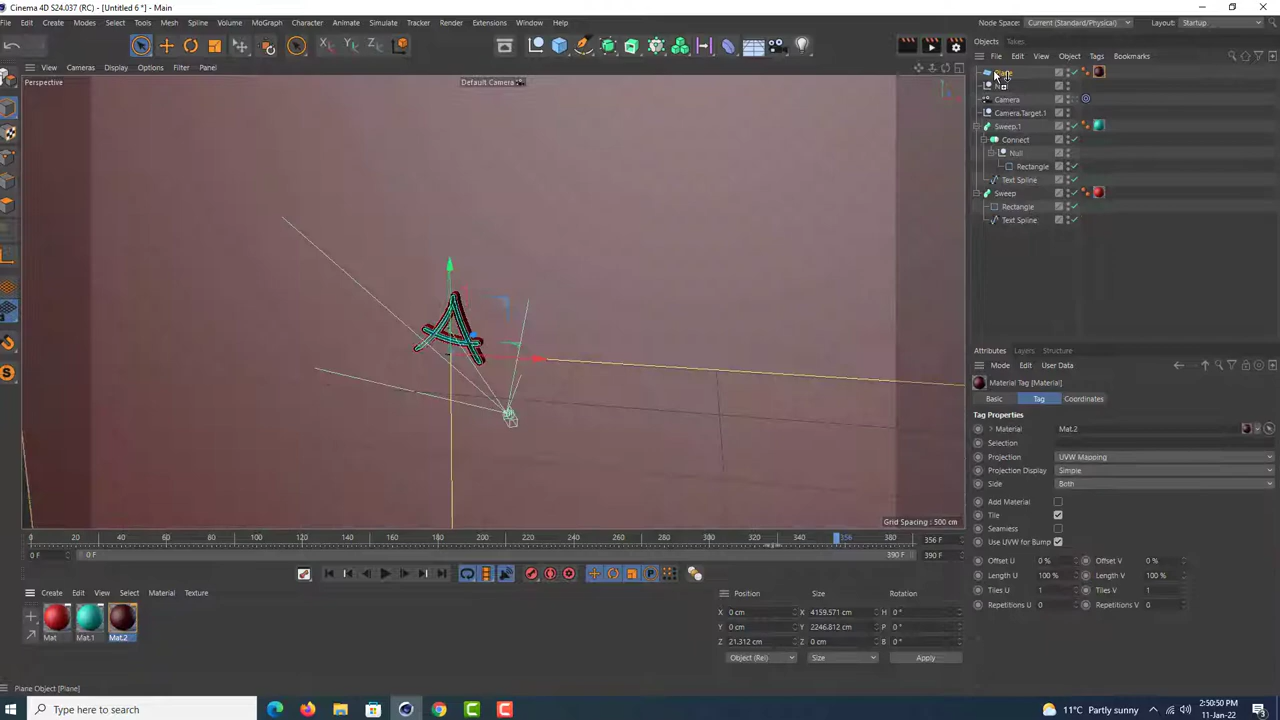 Cinema 4D S24.037 (RC) - [Untitled 6 *] - Main
File Edit Create Modes Select Tools Mesh Spline Volume MoGraph Character Animate Simulate Tracker Render Extensions Window Help
Node Space: Current (Standard/Physical) Layout: Startup
X Y Z
Objects Takes
View Cameras Display Options Filter Panel
File Edit View Object Tags Bookmarks
Perspective
Default Camera
Camera
Camera.Target.1
Sweep.1
Connect
Null
Rectangle
Text Spline
Sweep
Rectangle
Text Spline
Attributes Layers Structure
Mode Edit User Data
Material Tag [Material]
Basic Tag Coordinates
Tag Properties
Material Mat.2
Selection
Projection UVW Mapping
Projection Display Simple
Side Both
Add Material
Tile
Seamless
Use UVW for Bump
Offset U 0 % Offset V 0 %
Length U 100 % Length V 100 %
Tiles U 1 Tiles V 1
Repetitions U 0 Repetitions V 0
Grid Spacing : 500 cm
0 20 40 60 80 100 120 140 160 180 200 220 240 260 280 300 320 356 380 356 F
0 F 0 F 390 F 390 F
Create Edit View Select Material Texture
Mat Mat.1 Mat.2
Position Size Rotation
X 0 cm X 4159.571 cm H 0 °
Y 0 cm Y 2246.812 cm P 0 °
Z 21.312 cm Z 0 cm B 0 °
Object (Rel) Size Apply
Plane Object [Plane]
Type here to search
11°C Partly sunny
2:50:50 PM
11-Jan-22